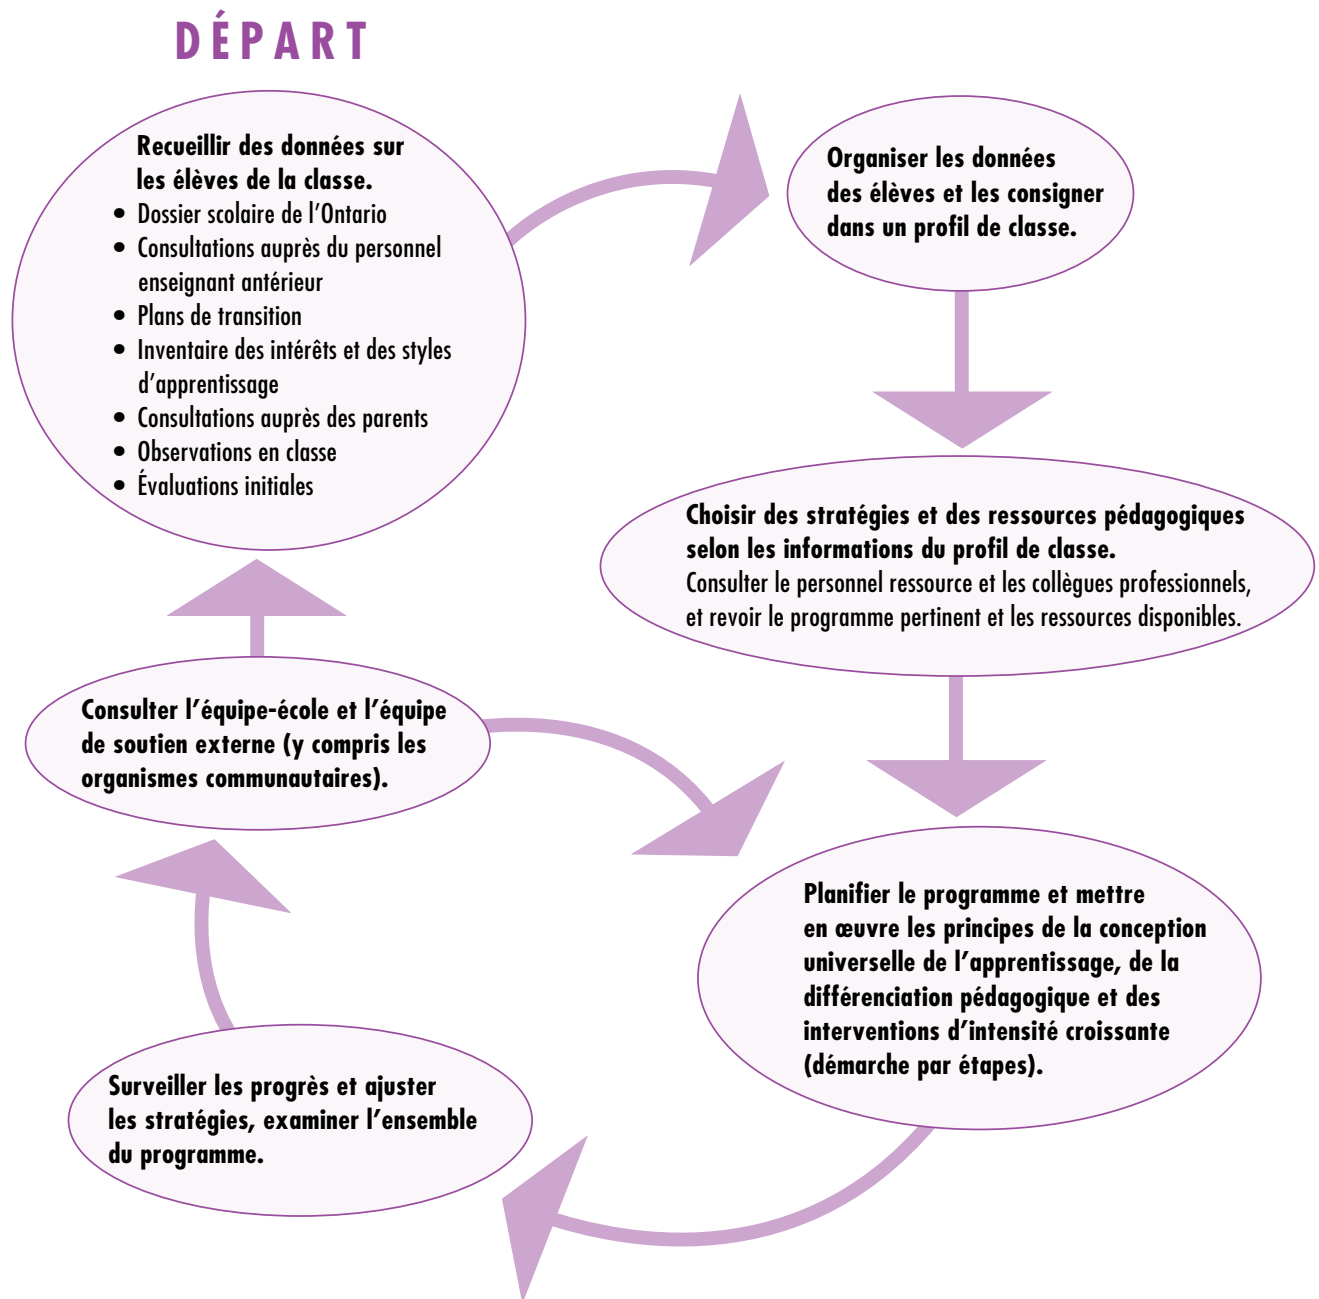 DÉPART
Recueillir des données sur
les élèves de la classe.
• Dossier scolaire de l’Ontario
• Consultations auprès du personnel
enseignant antérieur
• Plans de transition
• Inventaire des intérêts et des styles
d’apprentissage
• Consultations auprès des parents
• Observations en classe
• Évaluations initiales
Organiser les données
des élèves et les consigner
dans un profil de classe.
Choisir des stratégies et des ressources pédagogiques
selon les informations du profil de classe.
Consulter le personnel ressource et les collègues professionnels,
et revoir le programme pertinent et les ressources disponibles.
Planifier le programme et mettre
en œuvre les principes de la conception
universelle de l’apprentissage, de la
différenciation pédagogique et des
interventions d’intensité croissante
(démarche par étapes).
Surveiller les progrès et ajuster
les stratégies, examiner l’ensemble
du programme.
Consulter l’équipe-école et l’équipe
de soutien externe (y compris les
organismes communautaires).